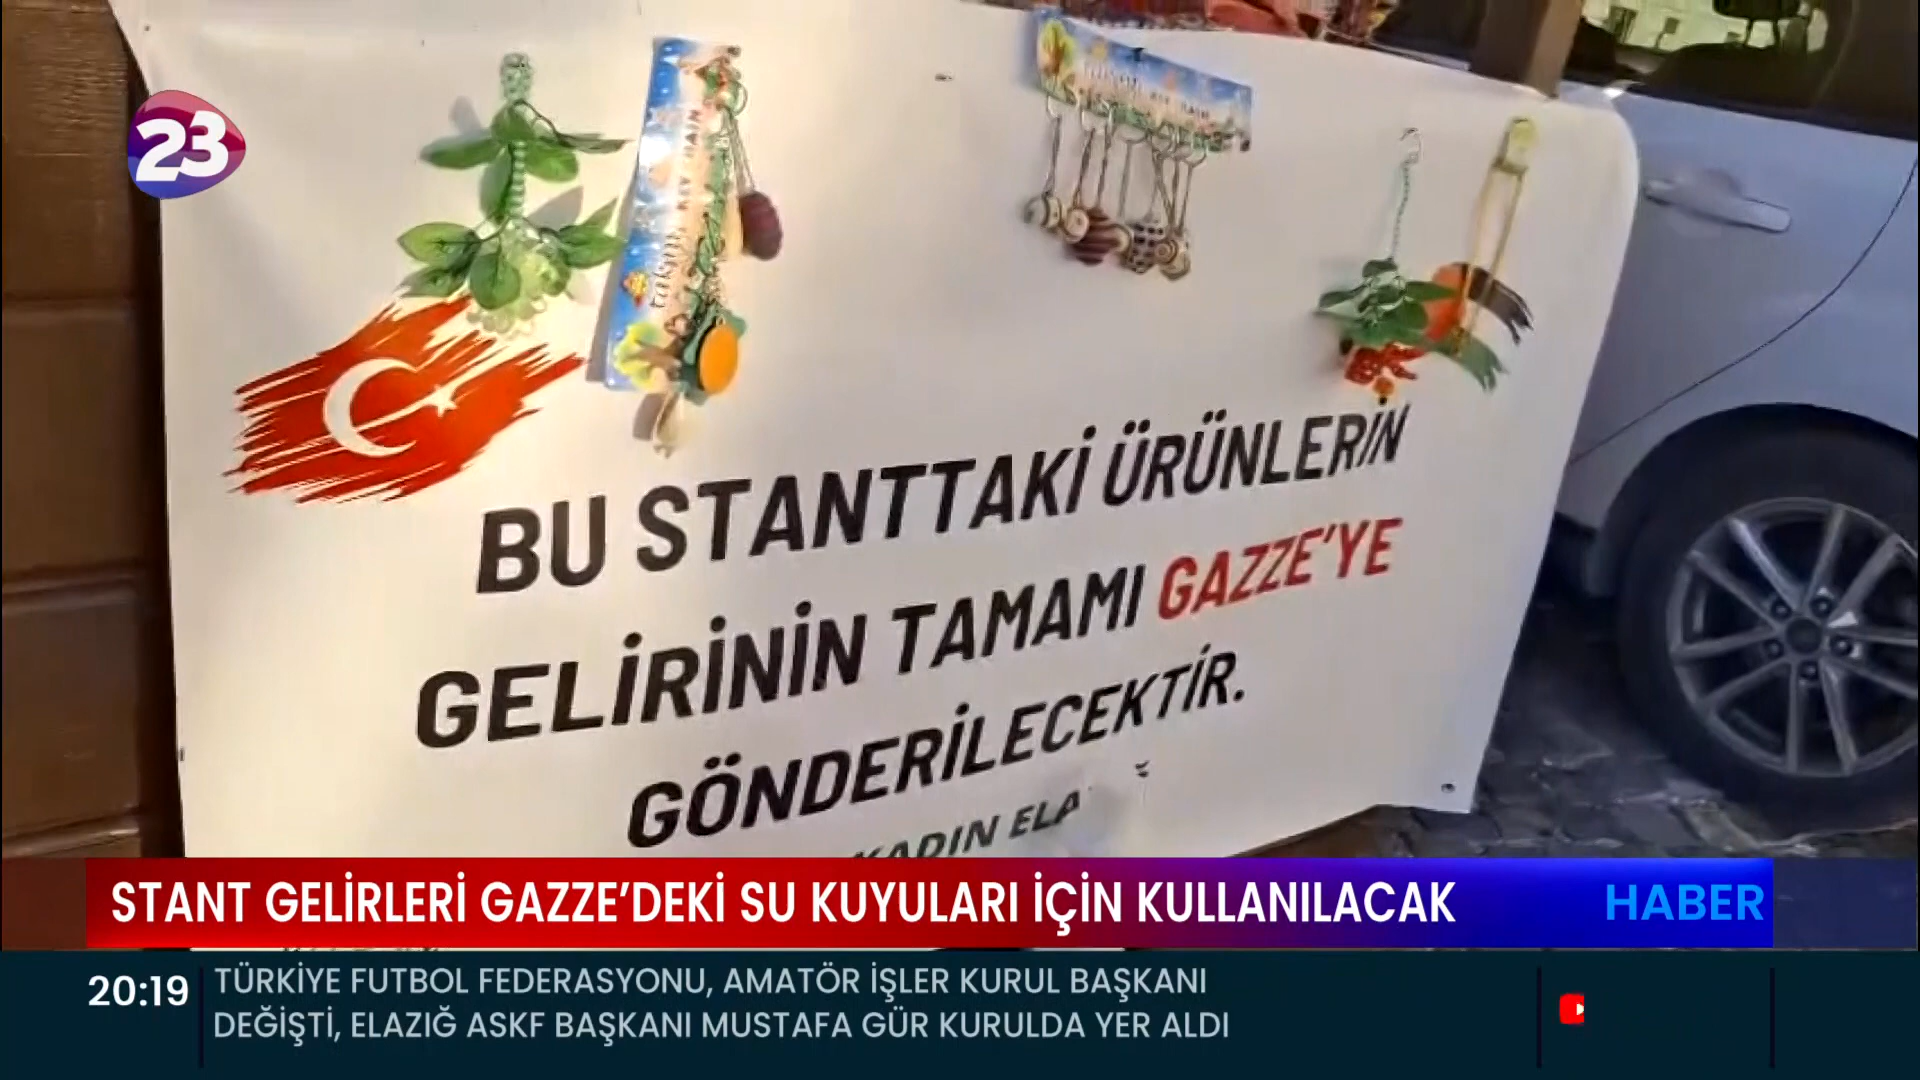 23
BU STANTTAKİ ÜRÜNLERİN
GELİRİNİN TAMAMI GAZZE'YE
GÖNDERİLECEKTİR.
KADIN
STANT GELİRLERİ GAZZE'DEKİ SU KUYULARI İÇİN KULLANILACAK
HABER
20:19
TÜRKİYE FUTBOL FEDERASYONU, AMATÖR İŞLER KURUL BAŞKANI
DEĞİŞTİ, ELAZIĞ ASKF BAŞKANI MUSTAFA GÜR KURULDA YER ALDI